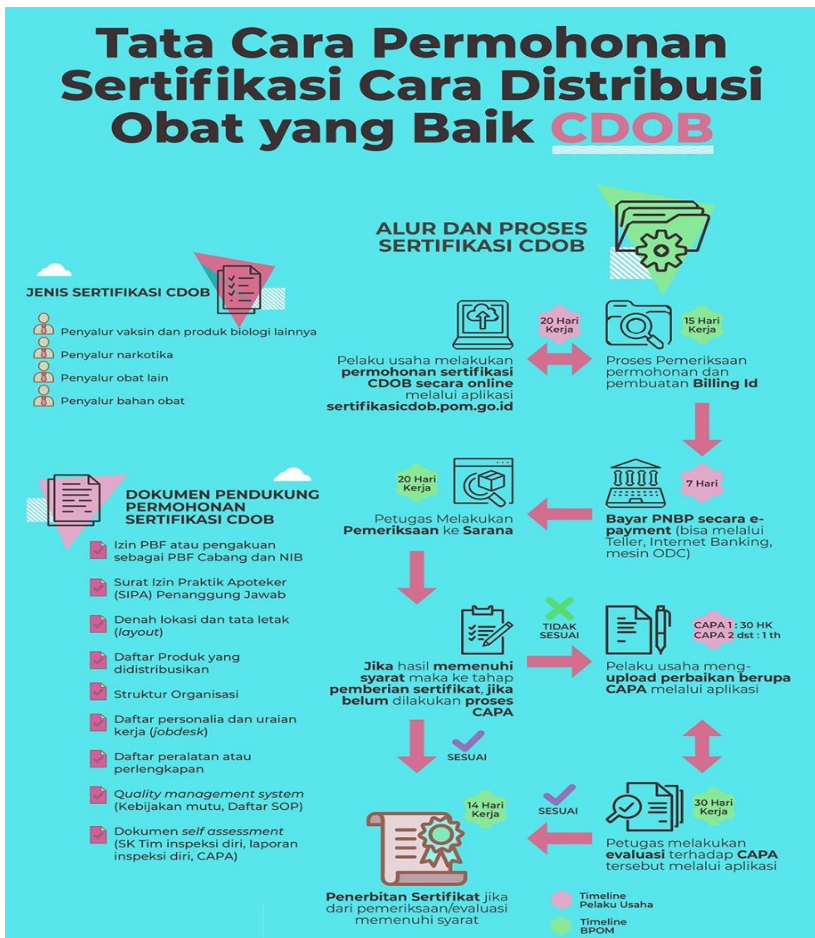 Tata Cara Permohonan
Sertifikasi Cara Distribusi
Obat yang Baik CDOB
JENIS SERTIFIKASI CDOB
Penyalur vaksin dan produk biologi lainnya
Penyalur narkotika
Penyalur obat lain
Penyalur bahan obat
DOKUMEN PENDUKUNG
PERMOHONAN
SERTIFIKASI CDOB
Izin PBF atau pengakuan
sebagai PBF Cabang dan NIB
Surat Izin Praktik Apoteker
(SIPA) Penanggung Jawab
Denah lokasi dan tata letak
(layout)
Daftar Produk yang
didistribusikan
Struktur Organisasi
Daftar personalia dan uraian
kerja (jobdesk)
Daftar peralatan atau
perlengkapan
Quality management system
(Kebijakan mutu, Daftar SOP)
Dokumen self assessment
(SK Tim inspeksi diri, laporan
inspeksi diri, CAPA)
ALUR DAN PROSES
SERTIFIKASI CDOB
20 Hari
Kerja
Pelaku usaha melakukan
permohonan sertifikasi
CDOB secara online
melalui aplikasi
sertifikasicdob.pom.go.id
15 Hari
Kerja
Proses Pemeriksaan
permohonan dan
pembuatan Billing Id
7 Hari
Bayar PNBP secara e-
payment (bisa melalui
Teller, Internet Banking,
mesin ODC)
20 Hari
Kerja
Petugas Melakukan
Pemeriksaan ke Sarana
Jika hasil memenuhi
syarat maka ke tahap
pemberian sertifikat, jika
belum dilakukan proses
CAPA
TIDAK
SESUAI
CAPA 1 : 30 HK
CAPA 2 dst : 1 th
Pelaku usaha meng-
upload perbaikan berupa
CAPA melalui aplikasi
SESUAI
30 Hari
Kerja
Petugas melakukan
evaluasi terhadap CAPA
tersebut melalui aplikasi
SESUAI
14 Hari
Kerja
Penerbitan Sertifikat jika
dari pemeriksaan/evaluasi
memenuhi syarat
Timeline
Pelaku Usaha
Timeline
BPOM